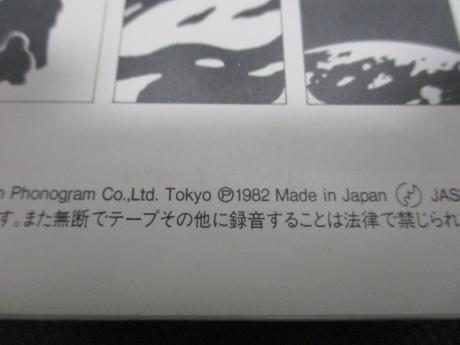 Phonogram Co.,Ltd. Tokyo ℗1982 Made in Japan JAS
す。また無断でテープその他に録音することは法律で禁じられ